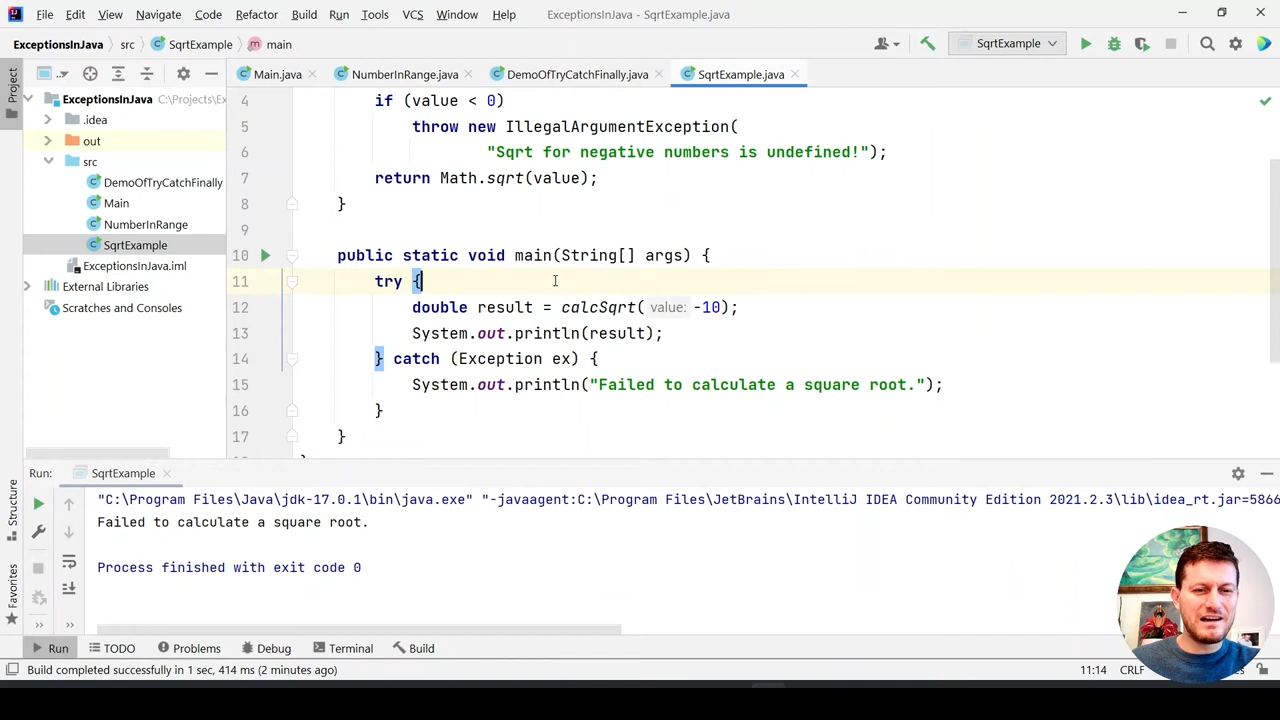 File Edit View Navigate Code Refactor Build Run Tools VCS Window Help ExceptionsInJava - SqrtExample.java
ExceptionsInJava src SqrtExample main SqrtExample
Project
Main.java NumberInRange.java DemoOfTryCatchFinally.java SqrtExample.java
ExceptionsInJava C:\Projects\Ex
.idea
out
src
DemoOfTryCatchFinally
Main
NumberInRange
SqrtExample
ExceptionsInJava.iml
External Libraries
Scratches and Consoles
4 if (value < 0)
5 throw new IllegalArgumentException(
6 "Sqrt for negative numbers is undefined!");
7 return Math.sqrt(value);
8 }
9
10 public static void main(String[] args) {
11 try {
12 double result = calcSqrt( value: -10);
13 System.out.println(result);
14 } catch (Exception ex) {
15 System.out.println("Failed to calculate a square root.");
16 }
17 }
Run: SqrtExample
"C:\Program Files\Java\jdk-17.0.1\bin\java.exe" "-javaagent:C:\Program Files\JetBrains\IntelliJ IDEA Community Edition 2021.2.3\lib\idea_rt.jar=5866
Failed to calculate a square root.
Process finished with exit code 0
Structure
Favorites
Run TODO Problems Debug Terminal Build
Build completed successfully in 1 sec, 414 ms (2 minutes ago) 11:14 CRLF